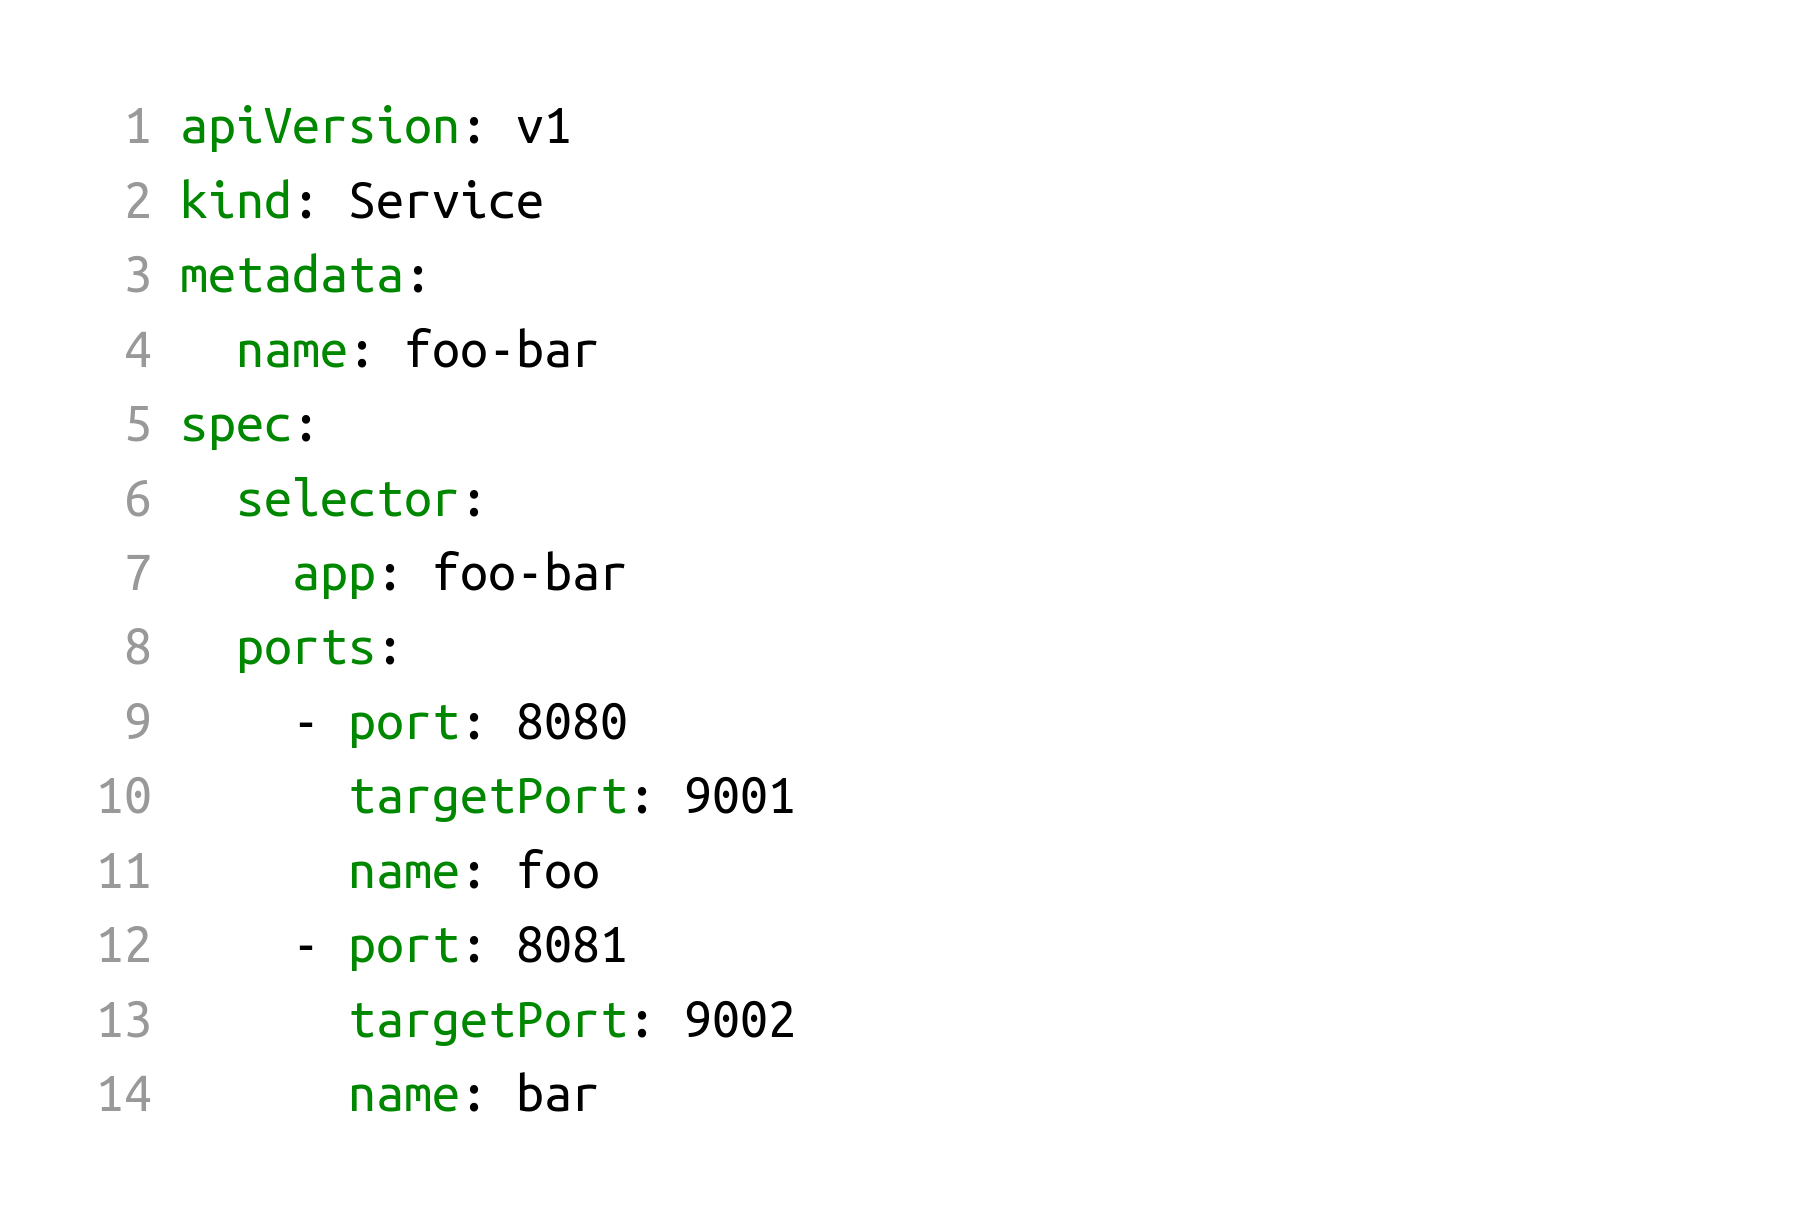 1 apiVersion: v1
2 kind: Service
3 metadata:
4   name: foo-bar
5 spec:
6   selector:
7     app: foo-bar
8   ports:
9     - port: 8080
10       targetPort: 9001
11       name: foo
12     - port: 8081
13       targetPort: 9002
14       name: bar